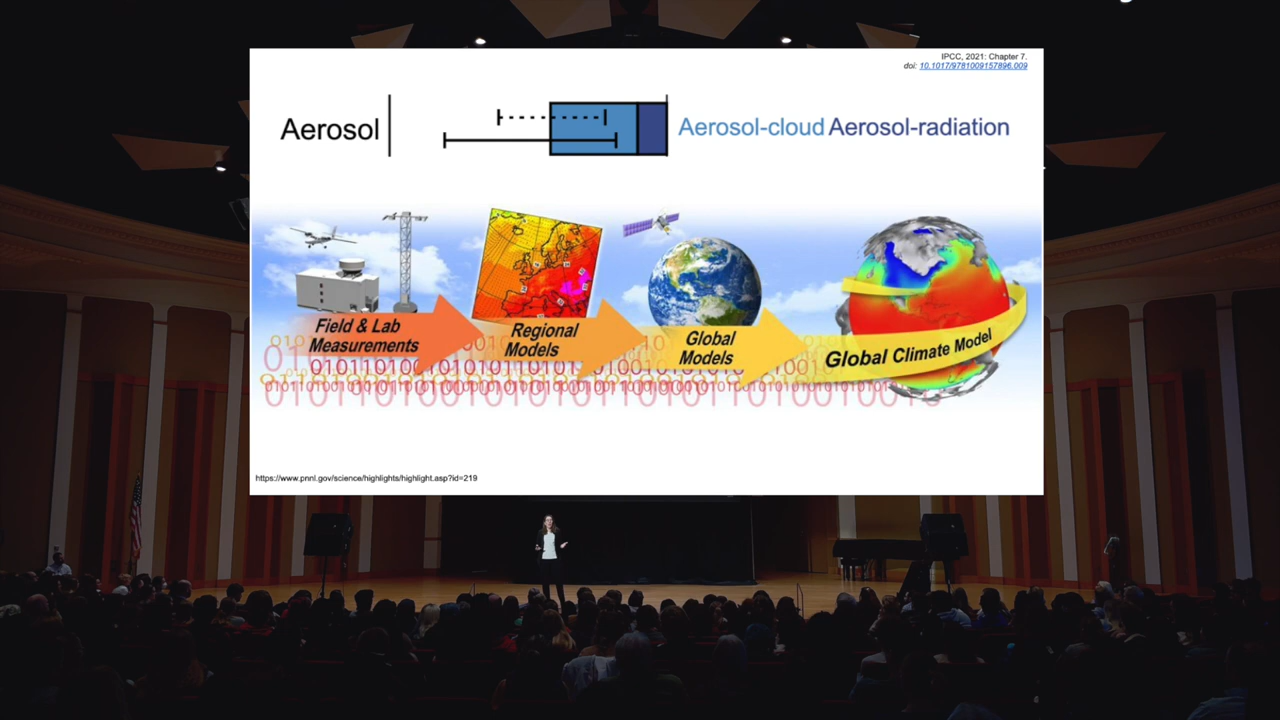 IPCC, 2021: Chapter 7.
doi: 10.1017/9781009157896.009
Aerosol
Aerosol-cloud Aerosol-radiation
Field & Lab
Measurements
Regional
Models
Global
Models
Global Climate Model
https://www.pnnl.gov/science/highlights/highlight.asp?id=219